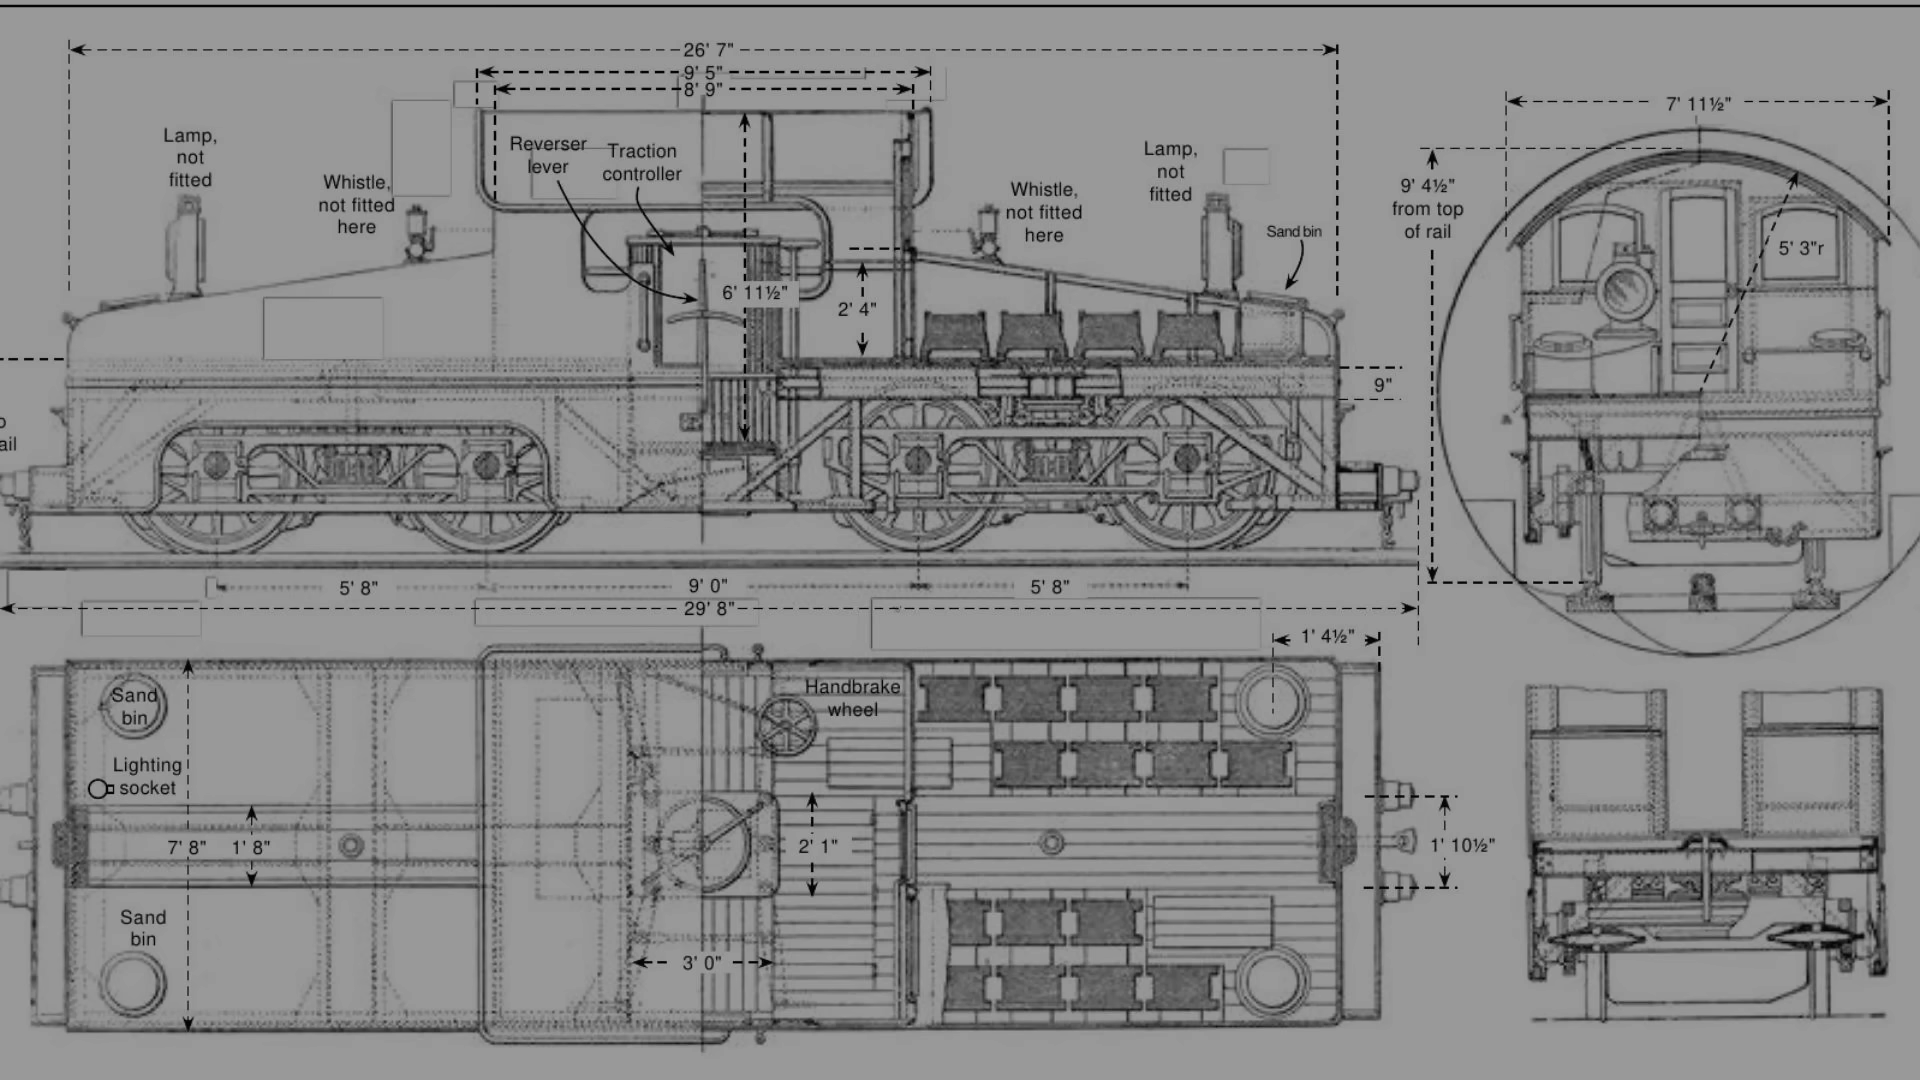 26' 7"
9' 5"
8' 9"
7' 11½"
Lamp,
not
fitted
Reverser
lever
Traction
controller
Lamp,
not
fitted
Whistle,
not fitted
here
Whistle,
not fitted
here
9' 4½"
from top
of rail
Sand bin
5' 3"r
6' 11½"
2' 4"
9"
5' 8"
9' 0"
5' 8"
29' 8"
1' 4½"
Sand
bin
Handbrake
wheel
Lighting
socket
7' 8"
1' 8"
2' 1"
1' 10½"
Sand
bin
3' 0"